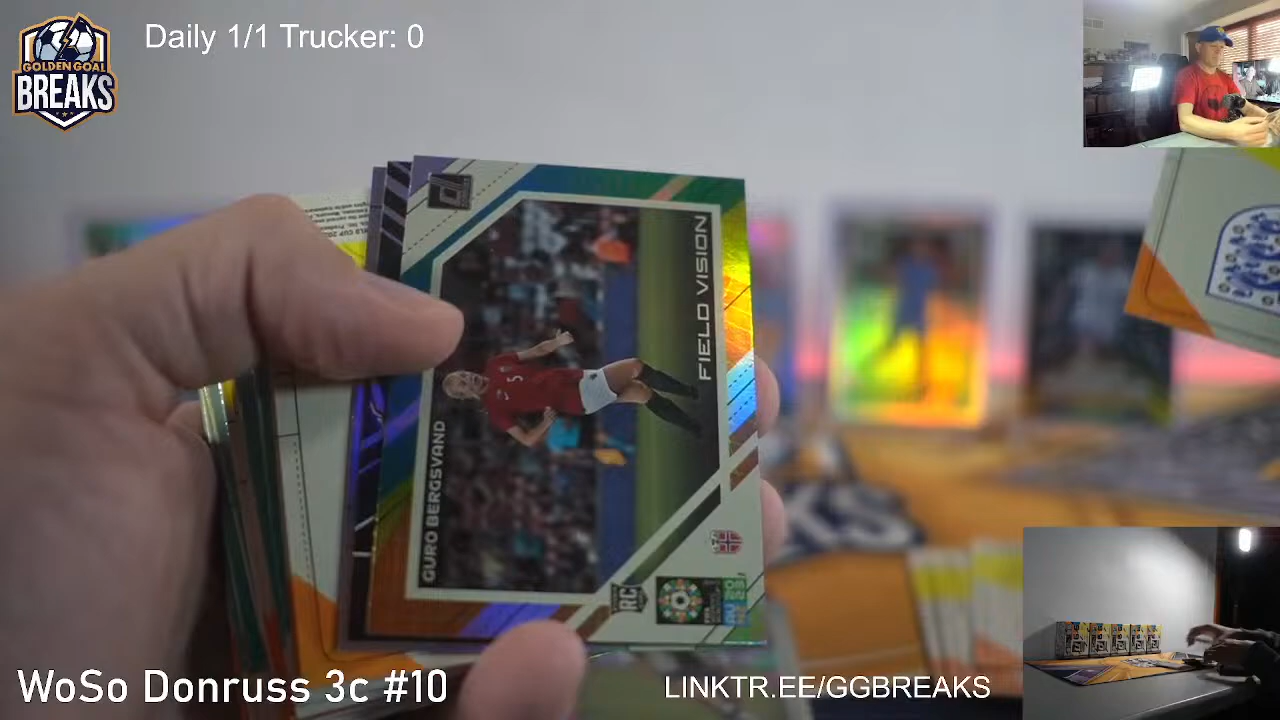 Daily 1/1 Trucker: 0
GOLDEN GOAL
BREAKS
FIELD VISION
GURO BERGSVAND
5
RC
WoSo Donruss 3c #10
LINKTR.EE/GGBREAKS